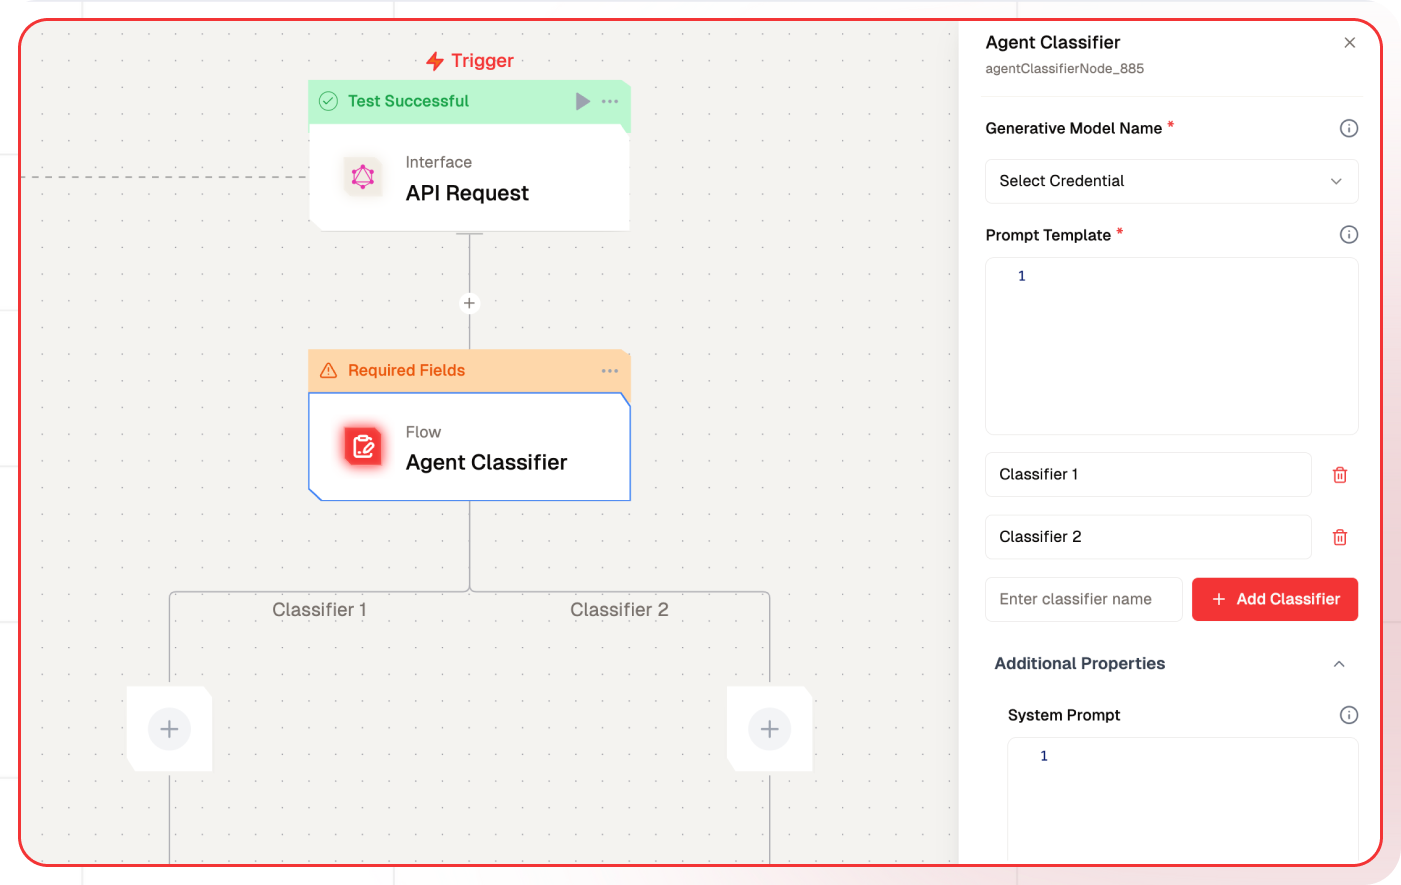 Trigger
Test Successful
Interface
API Request
Required Fields
Flow
Agent Classifier
Classifier 1
Classifier 2
Agent Classifier
agentClassifierNode_885
Generative Model Name *
Select Credential
Prompt Template *
1
Classifier 1
Classifier 2
Enter classifier name
Add Classifier
Additional Properties
System Prompt
1